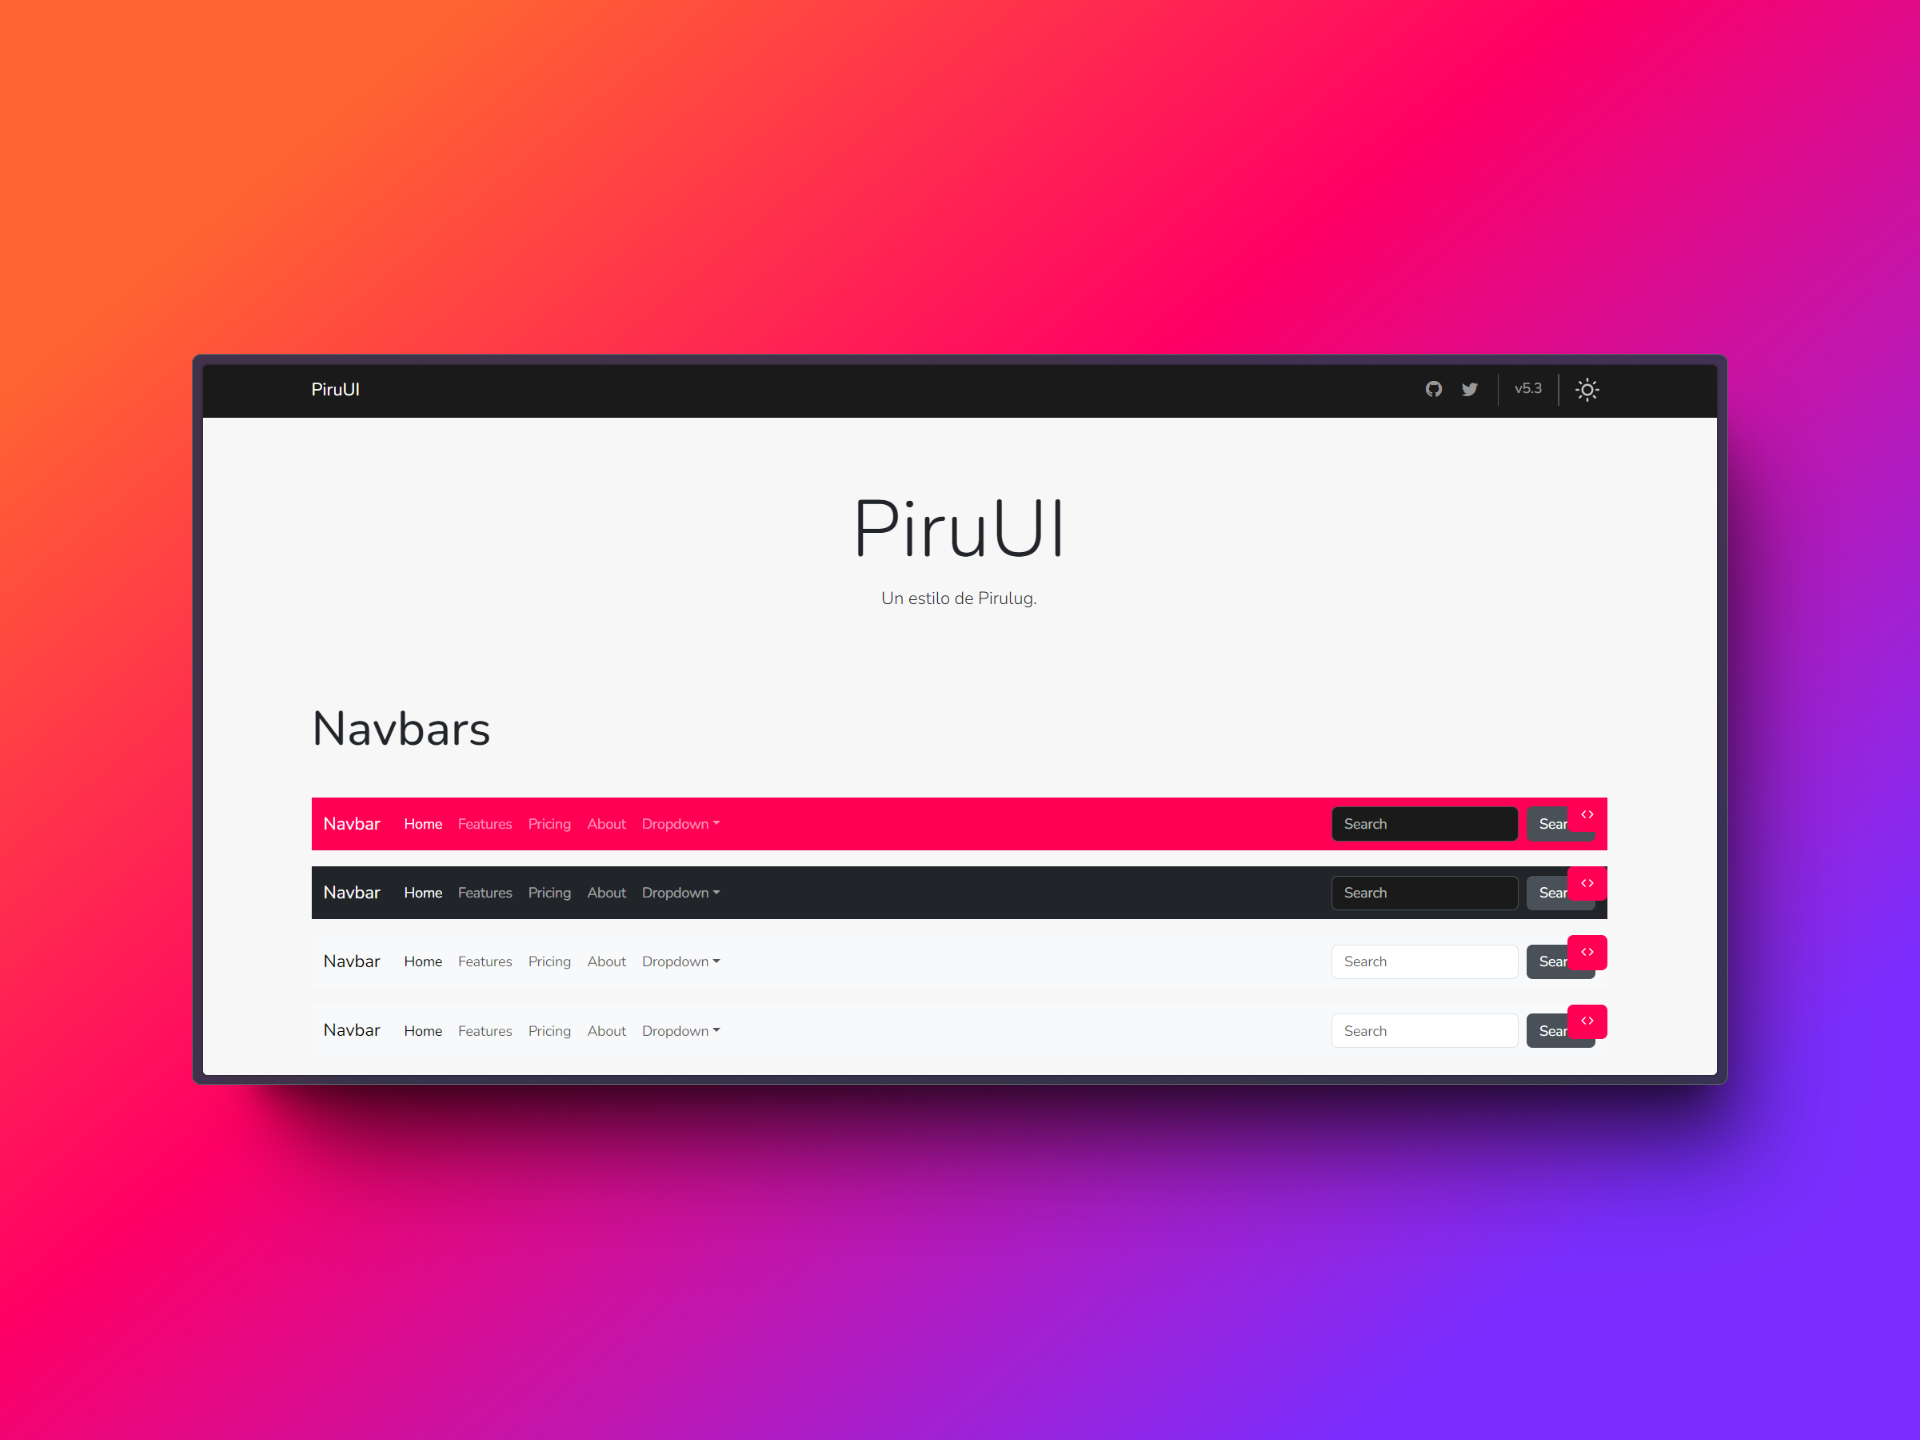 PiruUI v5.3
PiruUI
Un estilo de Pirulug.
Navbars
Navbar Home Features Pricing About Dropdown Search Sear
Navbar Home Features Pricing About Dropdown Search Sear
Navbar Home Features Pricing About Dropdown Search Sear
Navbar Home Features Pricing About Dropdown Search Sear